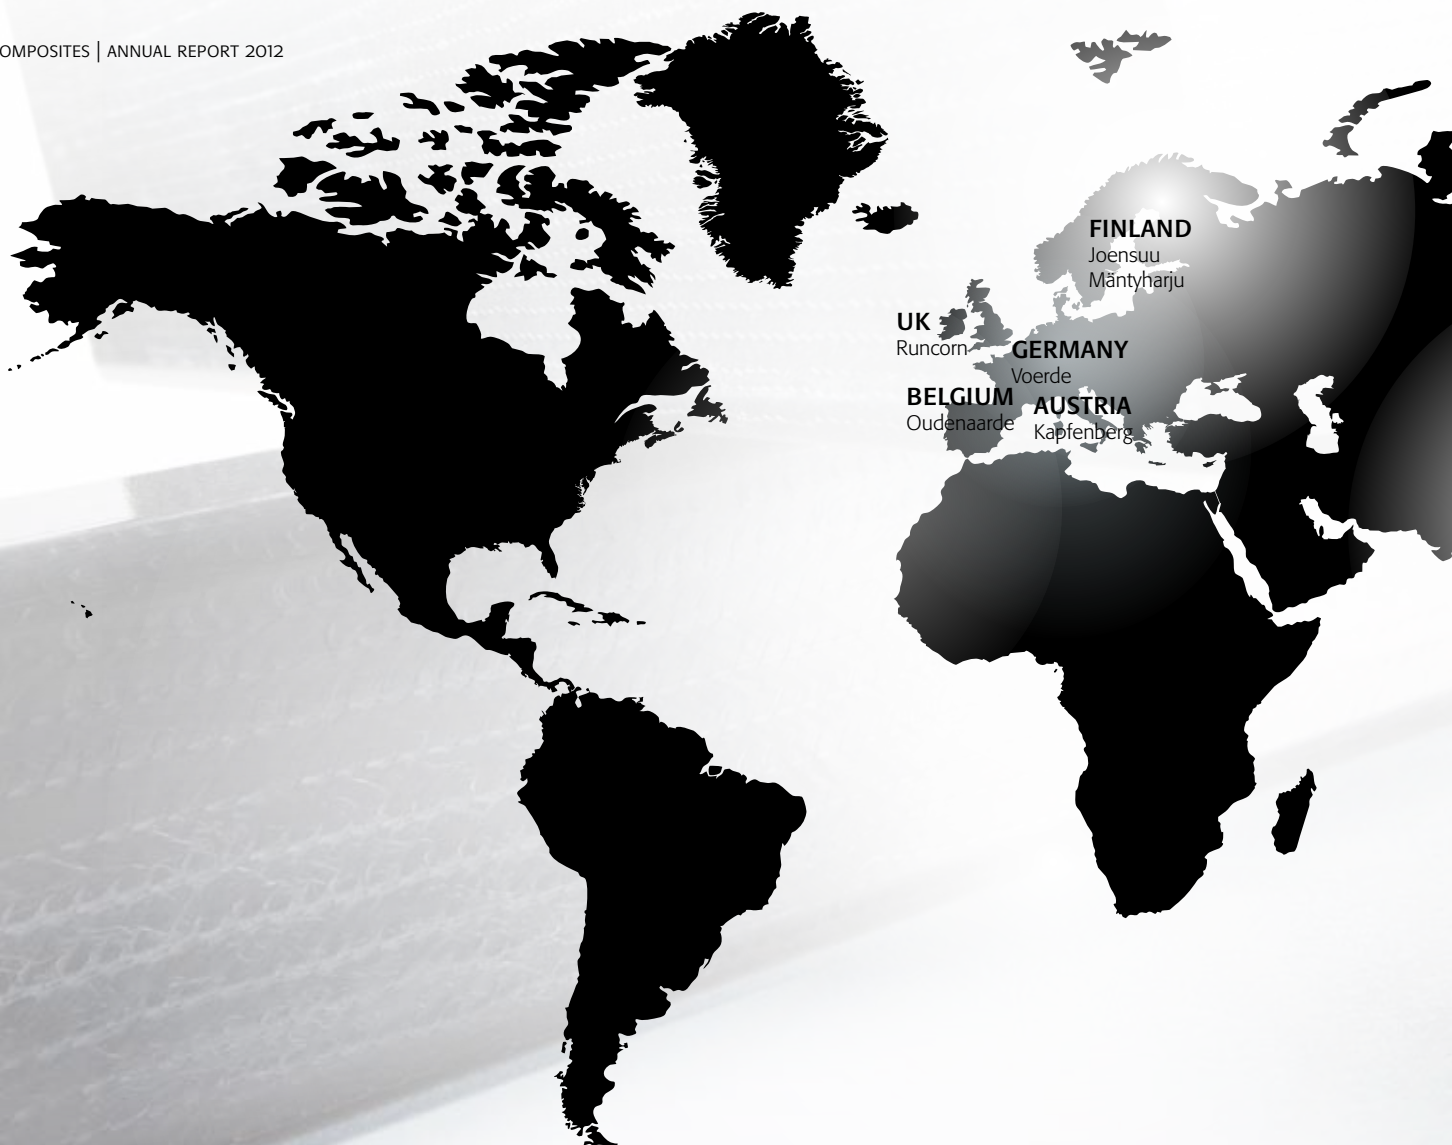 OMPOSITES | ANNUAL REPORT 2012
FINLAND
Joensuu
Mäntyharju
UK
Runcorn
GERMANY
Voerde
BELGIUM
Oudenaarde
AUSTRIA
Kapfenberg